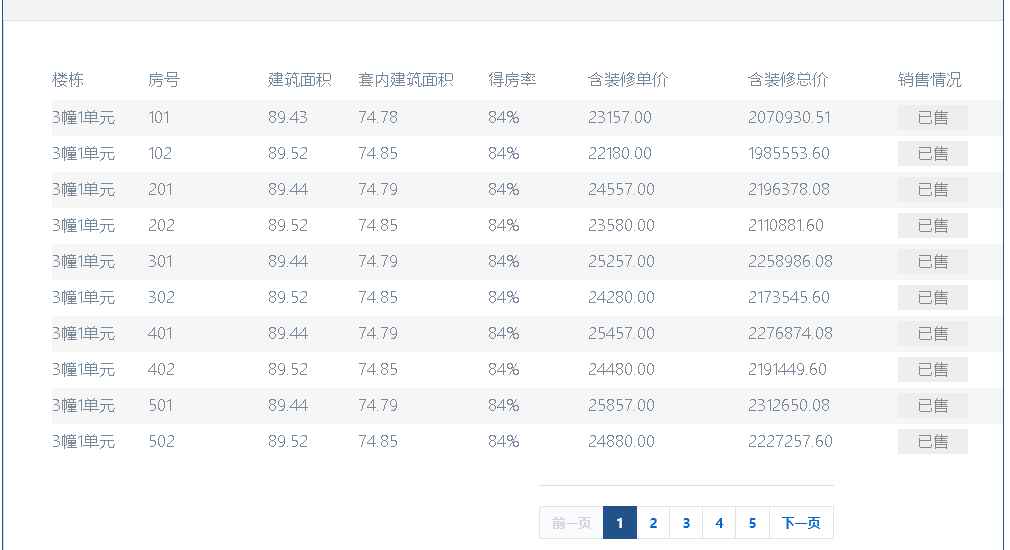 楼栋 房号 建筑面积 套内建筑面积 得房率 含装修单价 含装修总价 销售情况
3幢1单元 101 89.43 74.78 84% 23157.00 2070930.51 已售
3幢1单元 102 89.52 74.85 84% 22180.00 1985553.60 已售
3幢1单元 201 89.44 74.79 84% 24557.00 2196378.08 已售
3幢1单元 202 89.52 74.85 84% 23580.00 2110881.60 已售
3幢1单元 301 89.44 74.79 84% 25257.00 2258986.08 已售
3幢1单元 302 89.52 74.85 84% 24280.00 2173545.60 已售
3幢1单元 401 89.44 74.79 84% 25457.00 2276874.08 已售
3幢1单元 402 89.52 74.85 84% 24480.00 2191449.60 已售
3幢1单元 501 89.44 74.79 84% 25857.00 2312650.08 已售
3幢1单元 502 89.52 74.85 84% 24880.00 2227257.60 已售
前一页 1 2 3 4 5 下一页